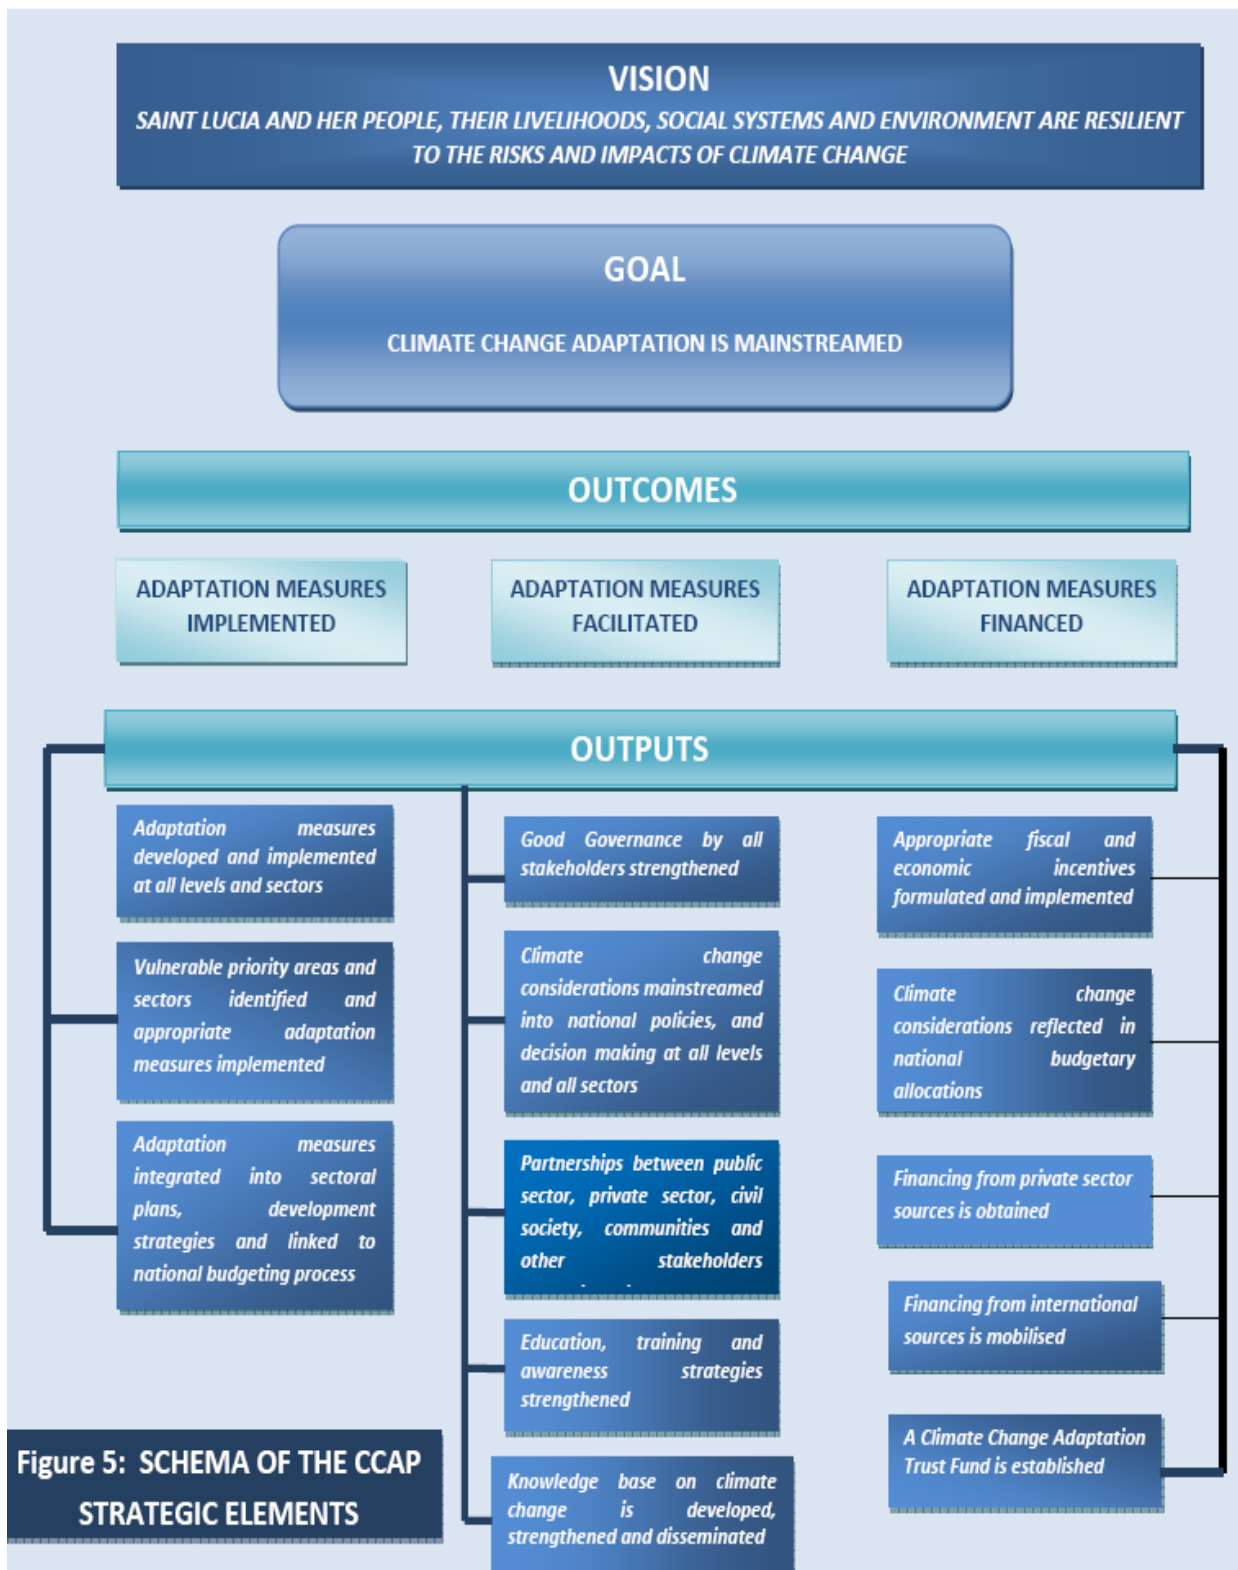 VISION
SAINT LUCIA AND HER PEOPLE, THEIR LIVELIHOODS, SOCIAL SYSTEMS AND ENVIRONMENT ARE RESILIENT
TO THE RISKS AND IMPACTS OF CLIMATE CHANGE
GOAL
CLIMATE CHANGE ADAPTATION IS MAINSTREAMED
OUTCOMES
ADAPTATION MEASURES
IMPLEMENTED
ADAPTATION MEASURES
FACILITATED
ADAPTATION MEASURES
FINANCED
OUTPUTS
Adaptation measures
developed and implemented
at all levels and sectors
Vulnerable priority areas and
sectors identified and
appropriate adaptation
measures implemented
Adaptation measures
integrated into sectoral
plans, development
strategies and linked to
national budgeting process
Good Governance by all
stakeholders strengthened
Climate change
considerations mainstreamed
into national policies, and
decision making at all levels
and all sectors
Partnerships between public
sector, private sector, civil
society, communities and
other stakeholders
Education, training and
awareness strategies
strengthened
Knowledge base on climate
change is developed,
strengthened and disseminated
Appropriate fiscal and
economic incentives
formulated and implemented
Climate change
considerations reflected in
national budgetary
allocations
Financing from private sector
sources is obtained
Financing from international
sources is mobilised
A Climate Change Adaptation
Trust Fund is established
Figure 5: SCHEMA OF THE CCAP
STRATEGIC ELEMENTS